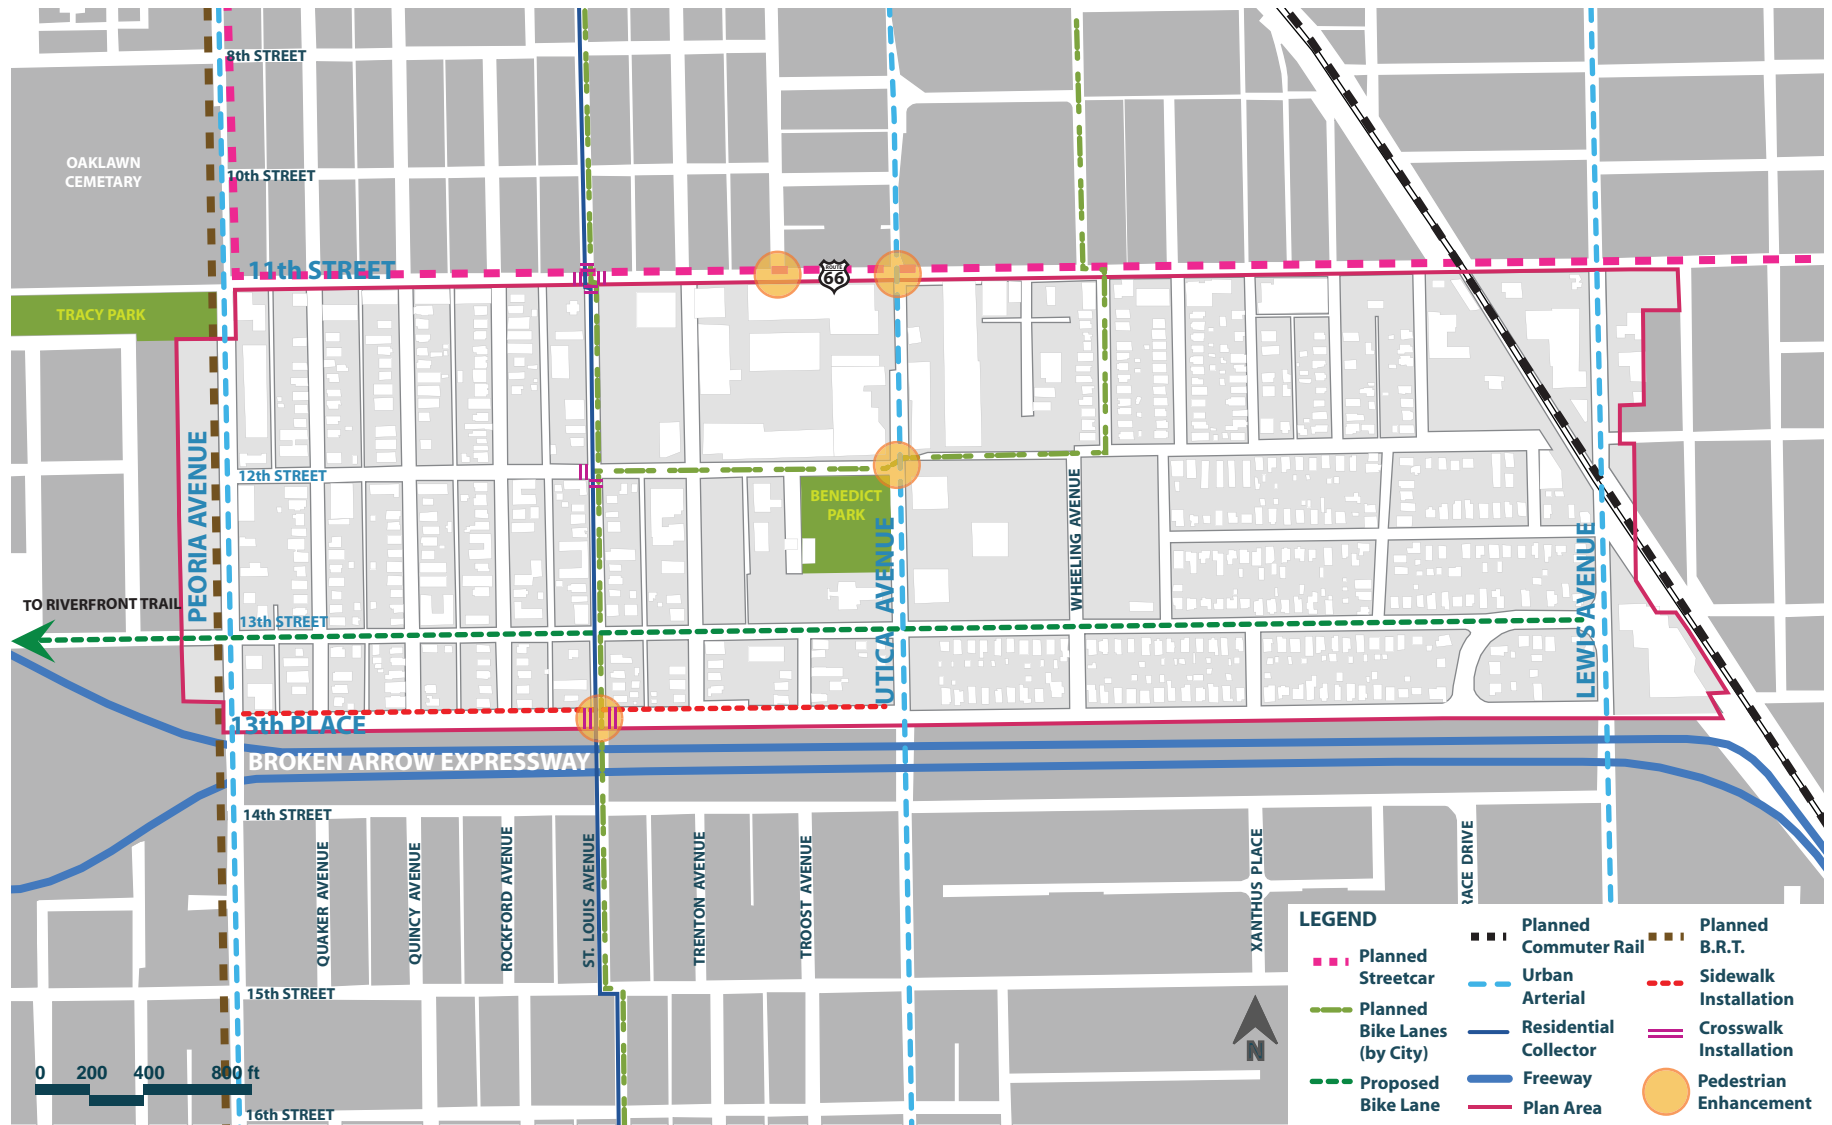 8th STREET
OAKLAWN
CEMETARY
10th STREET
11th STREET
ROUTE
66
TRACY PARK
PEORIA AVENUE
12th STREET
BENEDICT
PARK
UTICA AVENUE
WHEELING AVENUE
LEWIS AVENUE
TO RIVERFRONT TRAIL
13th STREET
13th PLACE
BROKEN ARROW EXPRESSWAY
14th STREET
QUAKER AVENUE
QUINCY AVENUE
ROCKFORD AVENUE
ST. LOUIS AVENUE
TRENTON AVENUE
TROOST AVENUE
XANTHUS PLACE
RACE DRIVE
15th STREET
16th STREET
0 200 400 800 ft
N
LEGEND
Planned
Streetcar
Planned
Bike Lanes
(by City)
Proposed
Bike Lane
Planned
Commuter Rail
Urban
Arterial
Residential
Collector
Freeway
Plan Area
Planned
B.R.T.
Sidewalk
Installation
Crosswalk
Installation
Pedestrian
Enhancement